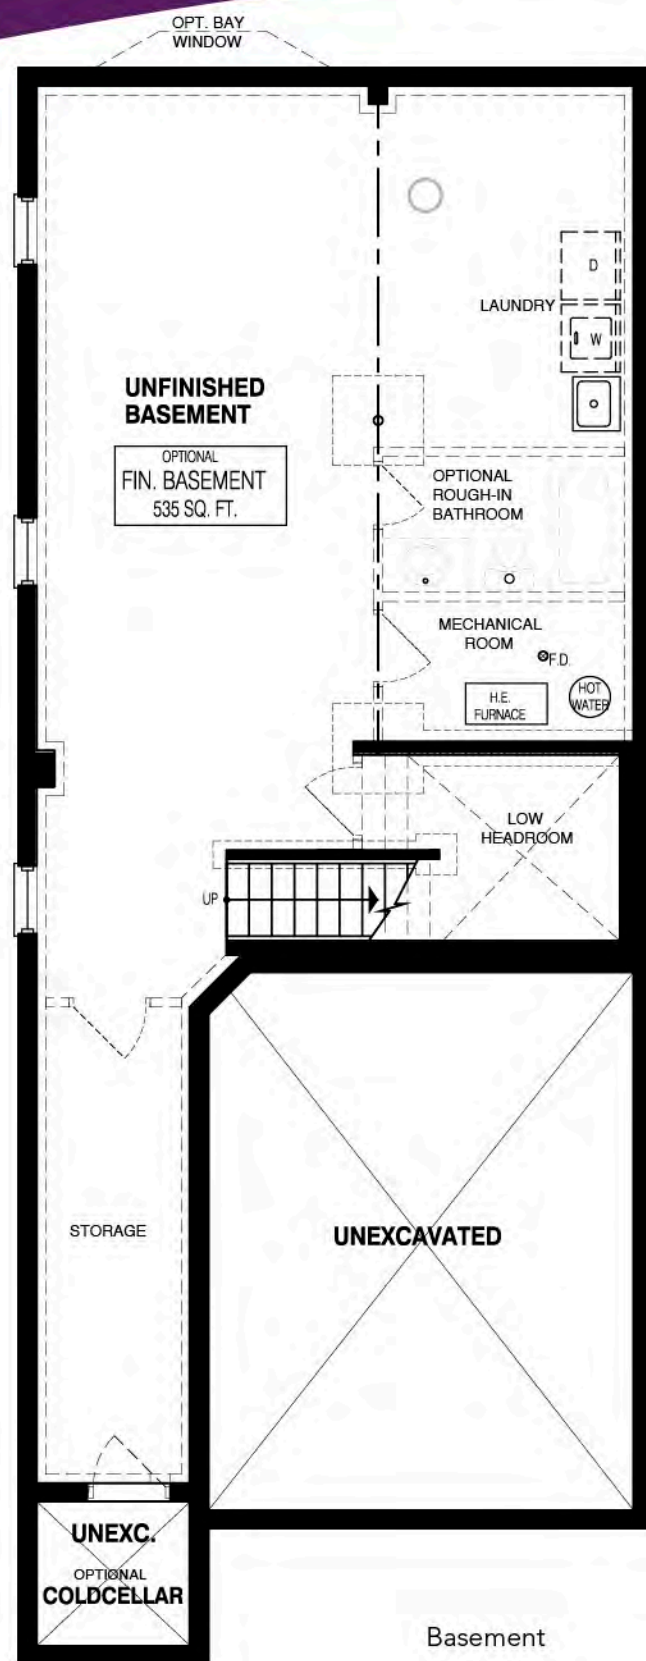 OPT. BAY
WINDOW
D
LAUNDRY
W
UNFINISHED
BASEMENT
OPTIONAL
FIN. BASEMENT
535 SQ. FT.
OPTIONAL
ROUGH-IN
BATHROOM
MECHANICAL
ROOM
F.D.
H.E.
FURNACE
HOT
WATER
LOW
HEADROOM
UP
STORAGE
UNEXCAVATED
UNEXC.
OPTIONAL
COLDCELLAR
Basement